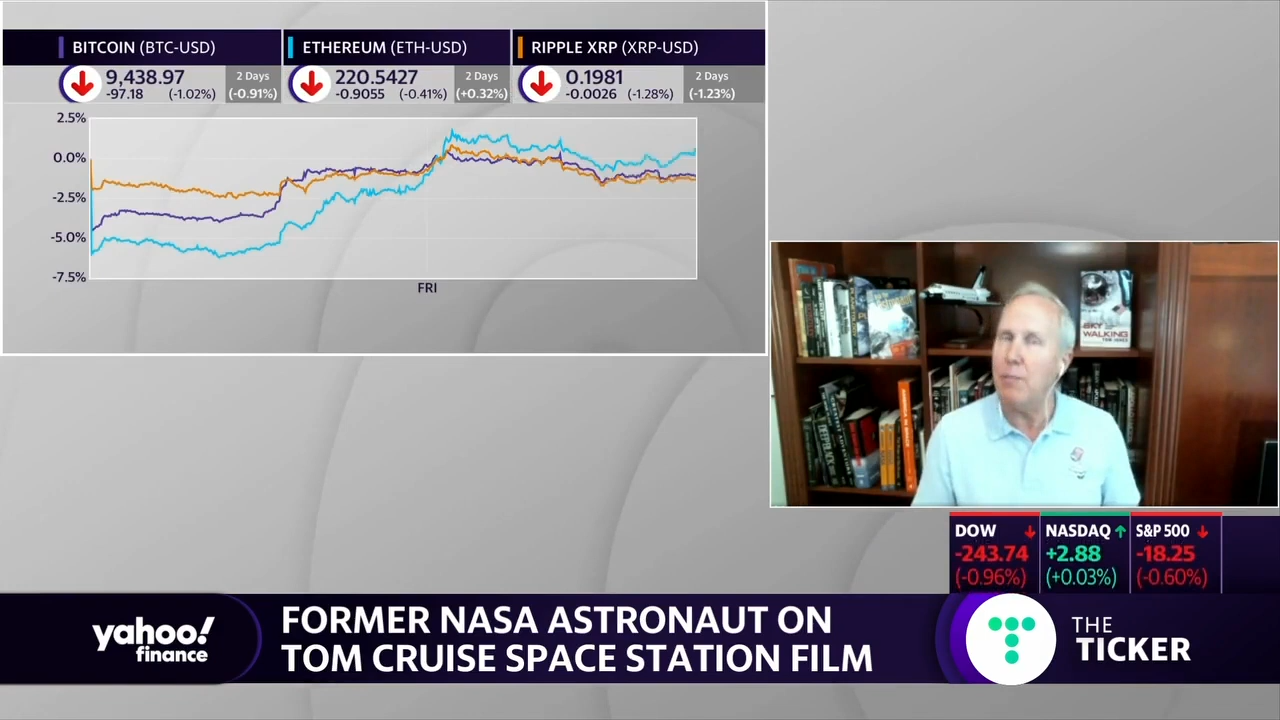 BITCOIN (BTC-USD)
9,438.97
-97.18 (-1.02%)
2 Days
(-0.91%)
ETHEREUM (ETH-USD)
220.5427
-0.9055 (-0.41%)
2 Days
(+0.32%)
RIPPLE XRP (XRP-USD)
0.1981
-0.0026 (-1.28%)
2 Days
(-1.23%)
2.5%
0.0%
-2.5%
-5.0%
-7.5%
FRI
SKY
WALKING
TOM JONES
DOW
-243.74
(-0.96%)
NASDAQ
+2.88
(+0.03%)
S&P 500
-18.25
(-0.60%)
yahoo!
finance
FORMER NASA ASTRONAUT ON
TOM CRUISE SPACE STATION FILM
THE
TICKER